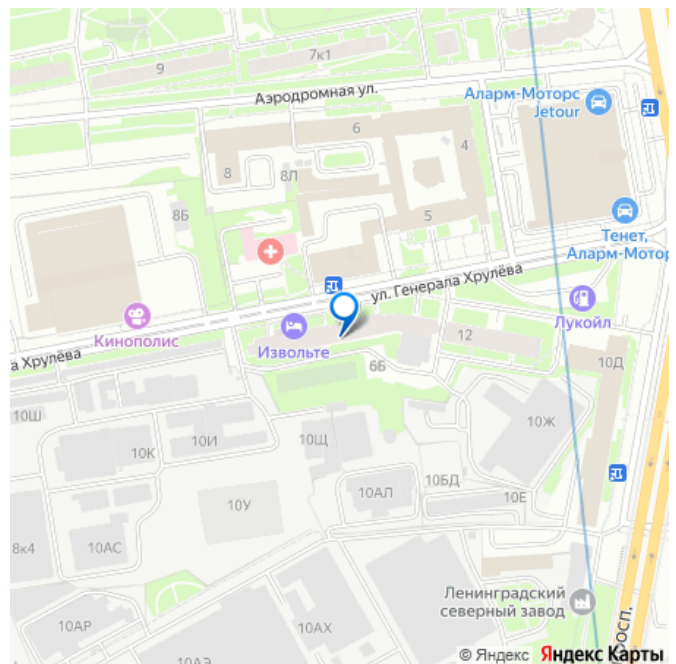 7к1
9
Аэродромная ул.
Аларм-Моторс
Jetour
6
4
8
8Л
8Б
5
Тенет,
Аларм-Мотор
ул. Генерала Хрулёва
Лукойл
Кинополис
Извольте
12
а Хрулёва
6Б
10Д
10Ш
10Ж
10И
10Щ
10К
10БД
10АЛ
10Е
10У
8к4
10АС
Ленинградский
северный завод
10АР
10АХ
10АЭ
росп.
© Яндекс Яндекс Карты